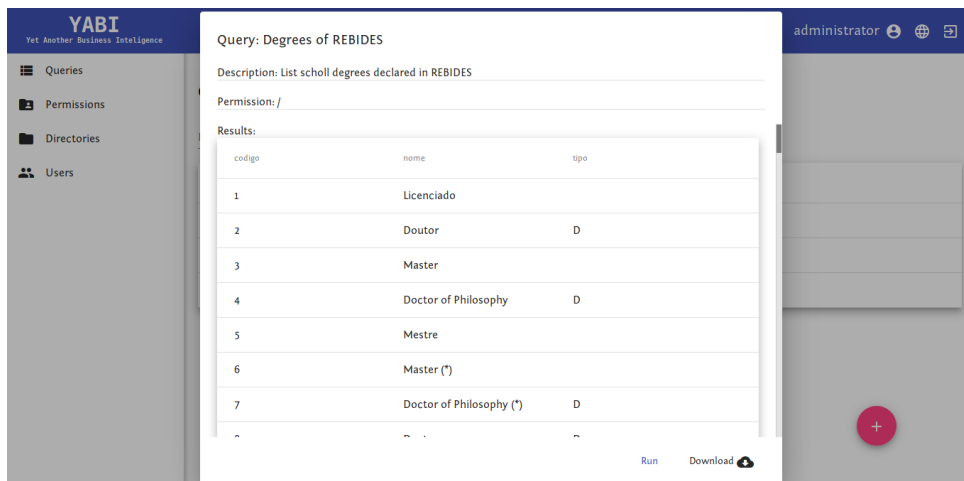 YABI
Yet Another Business Inteligence
administrator
Queries
Permissions
Directories
Users
Query: Degrees of REBIDES
Description: List scholl degrees declared in REBIDES
Permission: /
Results:
codigo nome tipo
1 Licenciado
2 Doutor D
3 Master
4 Doctor of Philosophy D
5 Mestre
6 Master (*)
7 Doctor of Philosophy (*) D
Run Download